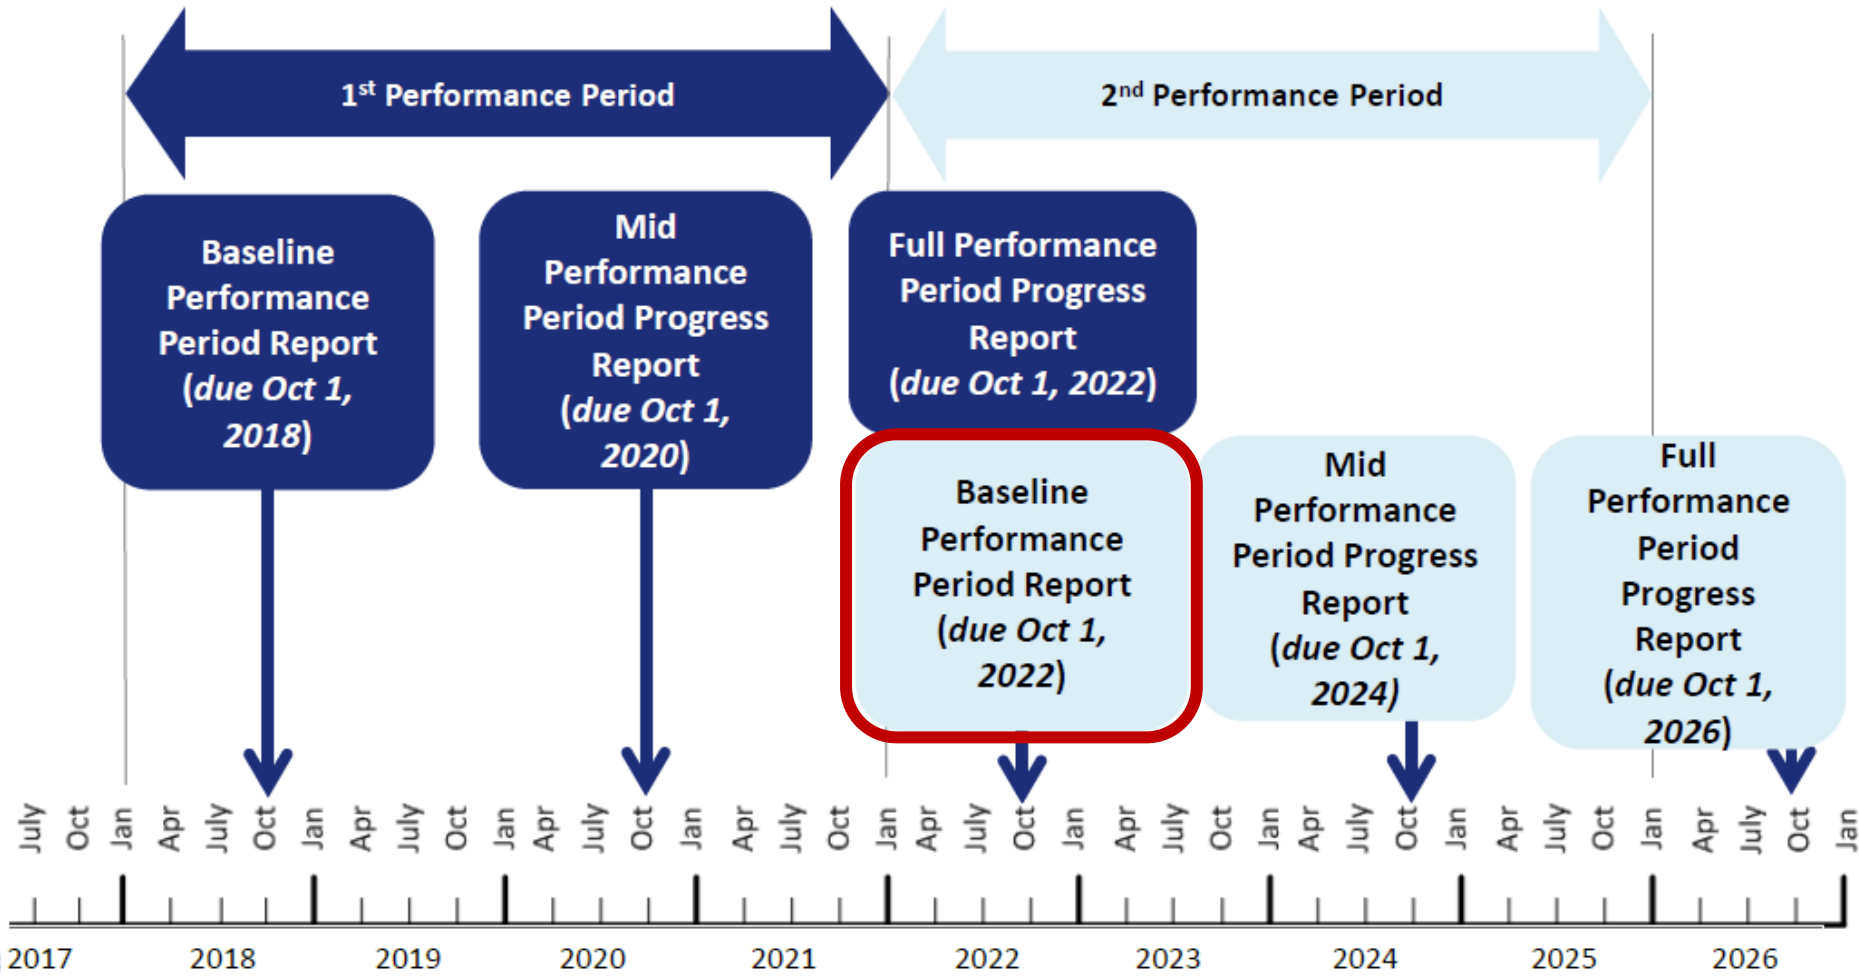 1st Performance Period
2nd Performance Period
Baseline
Performance
Period Report
(due Oct 1,
2018)
Mid
Performance
Period Progress
Report
(due Oct 1,
2020)
Full Performance
Period Progress
Report
(due Oct 1, 2022)
Baseline
Performance
Period Report
(due Oct 1,
2022)
Mid
Performance
Period Progress
Report
(due Oct 1,
2024)
Full
Performance
Period
Progress
Report
(due Oct 1,
2026)
July Oct Jan Apr July Oct Jan Apr July Oct Jan Apr July Oct Jan Apr July Oct Jan Apr July Oct Jan Apr July Oct Jan Apr July Oct Jan Apr July Oct Jan Apr July Oct Jan
2017 2018 2019 2020 2021 2022 2023 2024 2025 2026